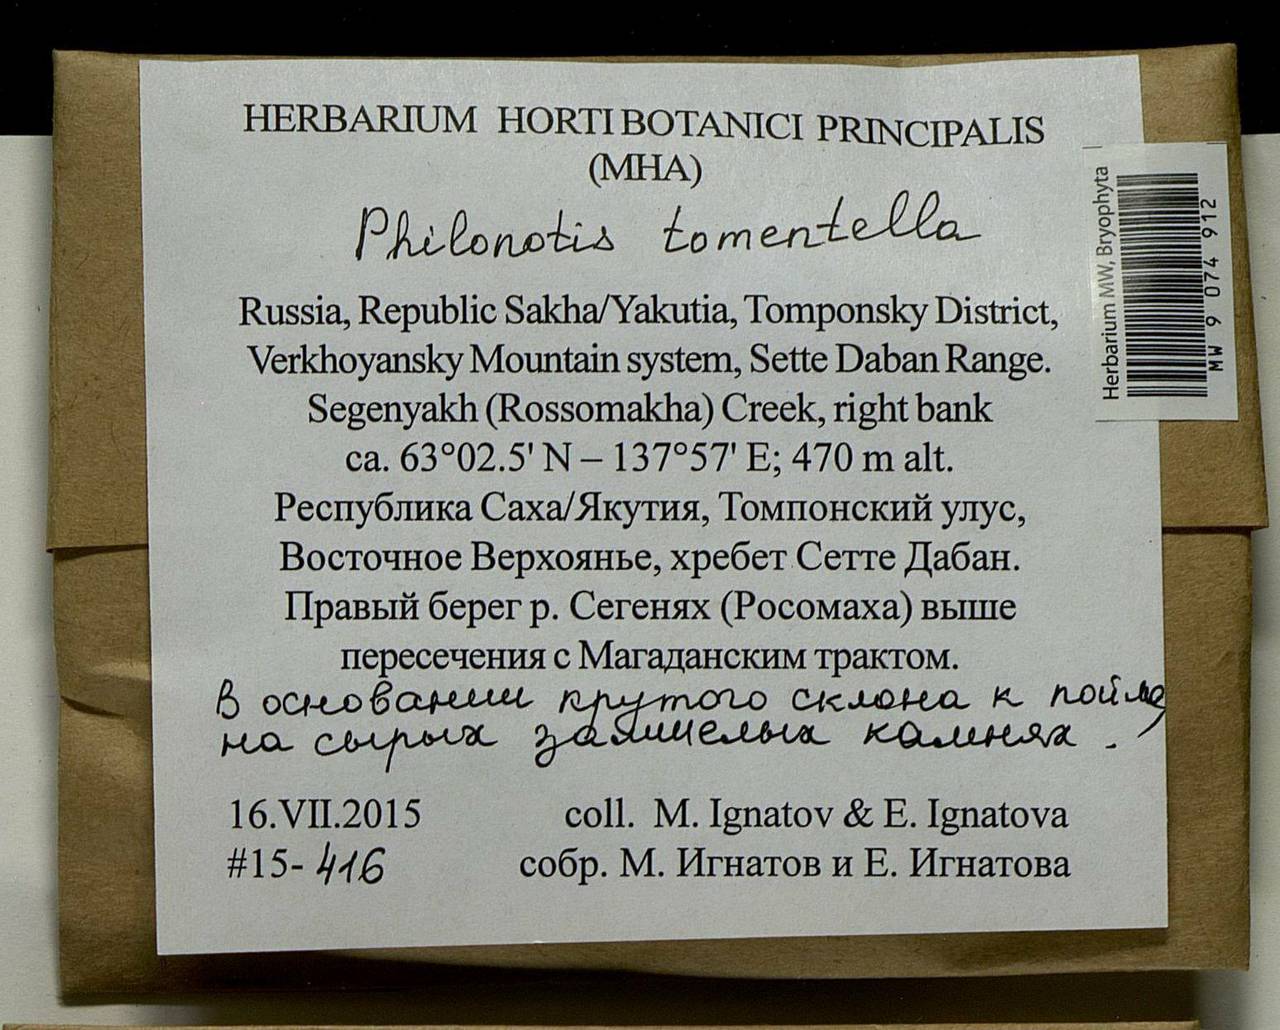 HERBARIUM HORTI BOTANICI PRINCIPALIS
(MHA)
Philonotis tomentella
Russia, Republic Sakha/Yakutia, Tomponsky District,
Verkhoyansky Mountain system, Sette Daban Range.
Segenyakh (Rossomakha) Creek, right bank
ca. 63°02.5' N – 137°57' E; 470 m alt.
Республика Саха/Якутия, Томпонский улус,
Восточное Верхоянье, хребет Сетте Дабан.
Правый берег р. Сегенях (Росомаха) выше
пересечения с Магаданским трактом.
В основании крутого склона к пойме,
на сырых замшелых камнях.
16.VII.2015 coll. M. Ignatov & E. Ignatova
#15-416 собр. М. Игнатов и Е. Игнатова
Herbarium MW, Bryophyta
MW 9 074 912